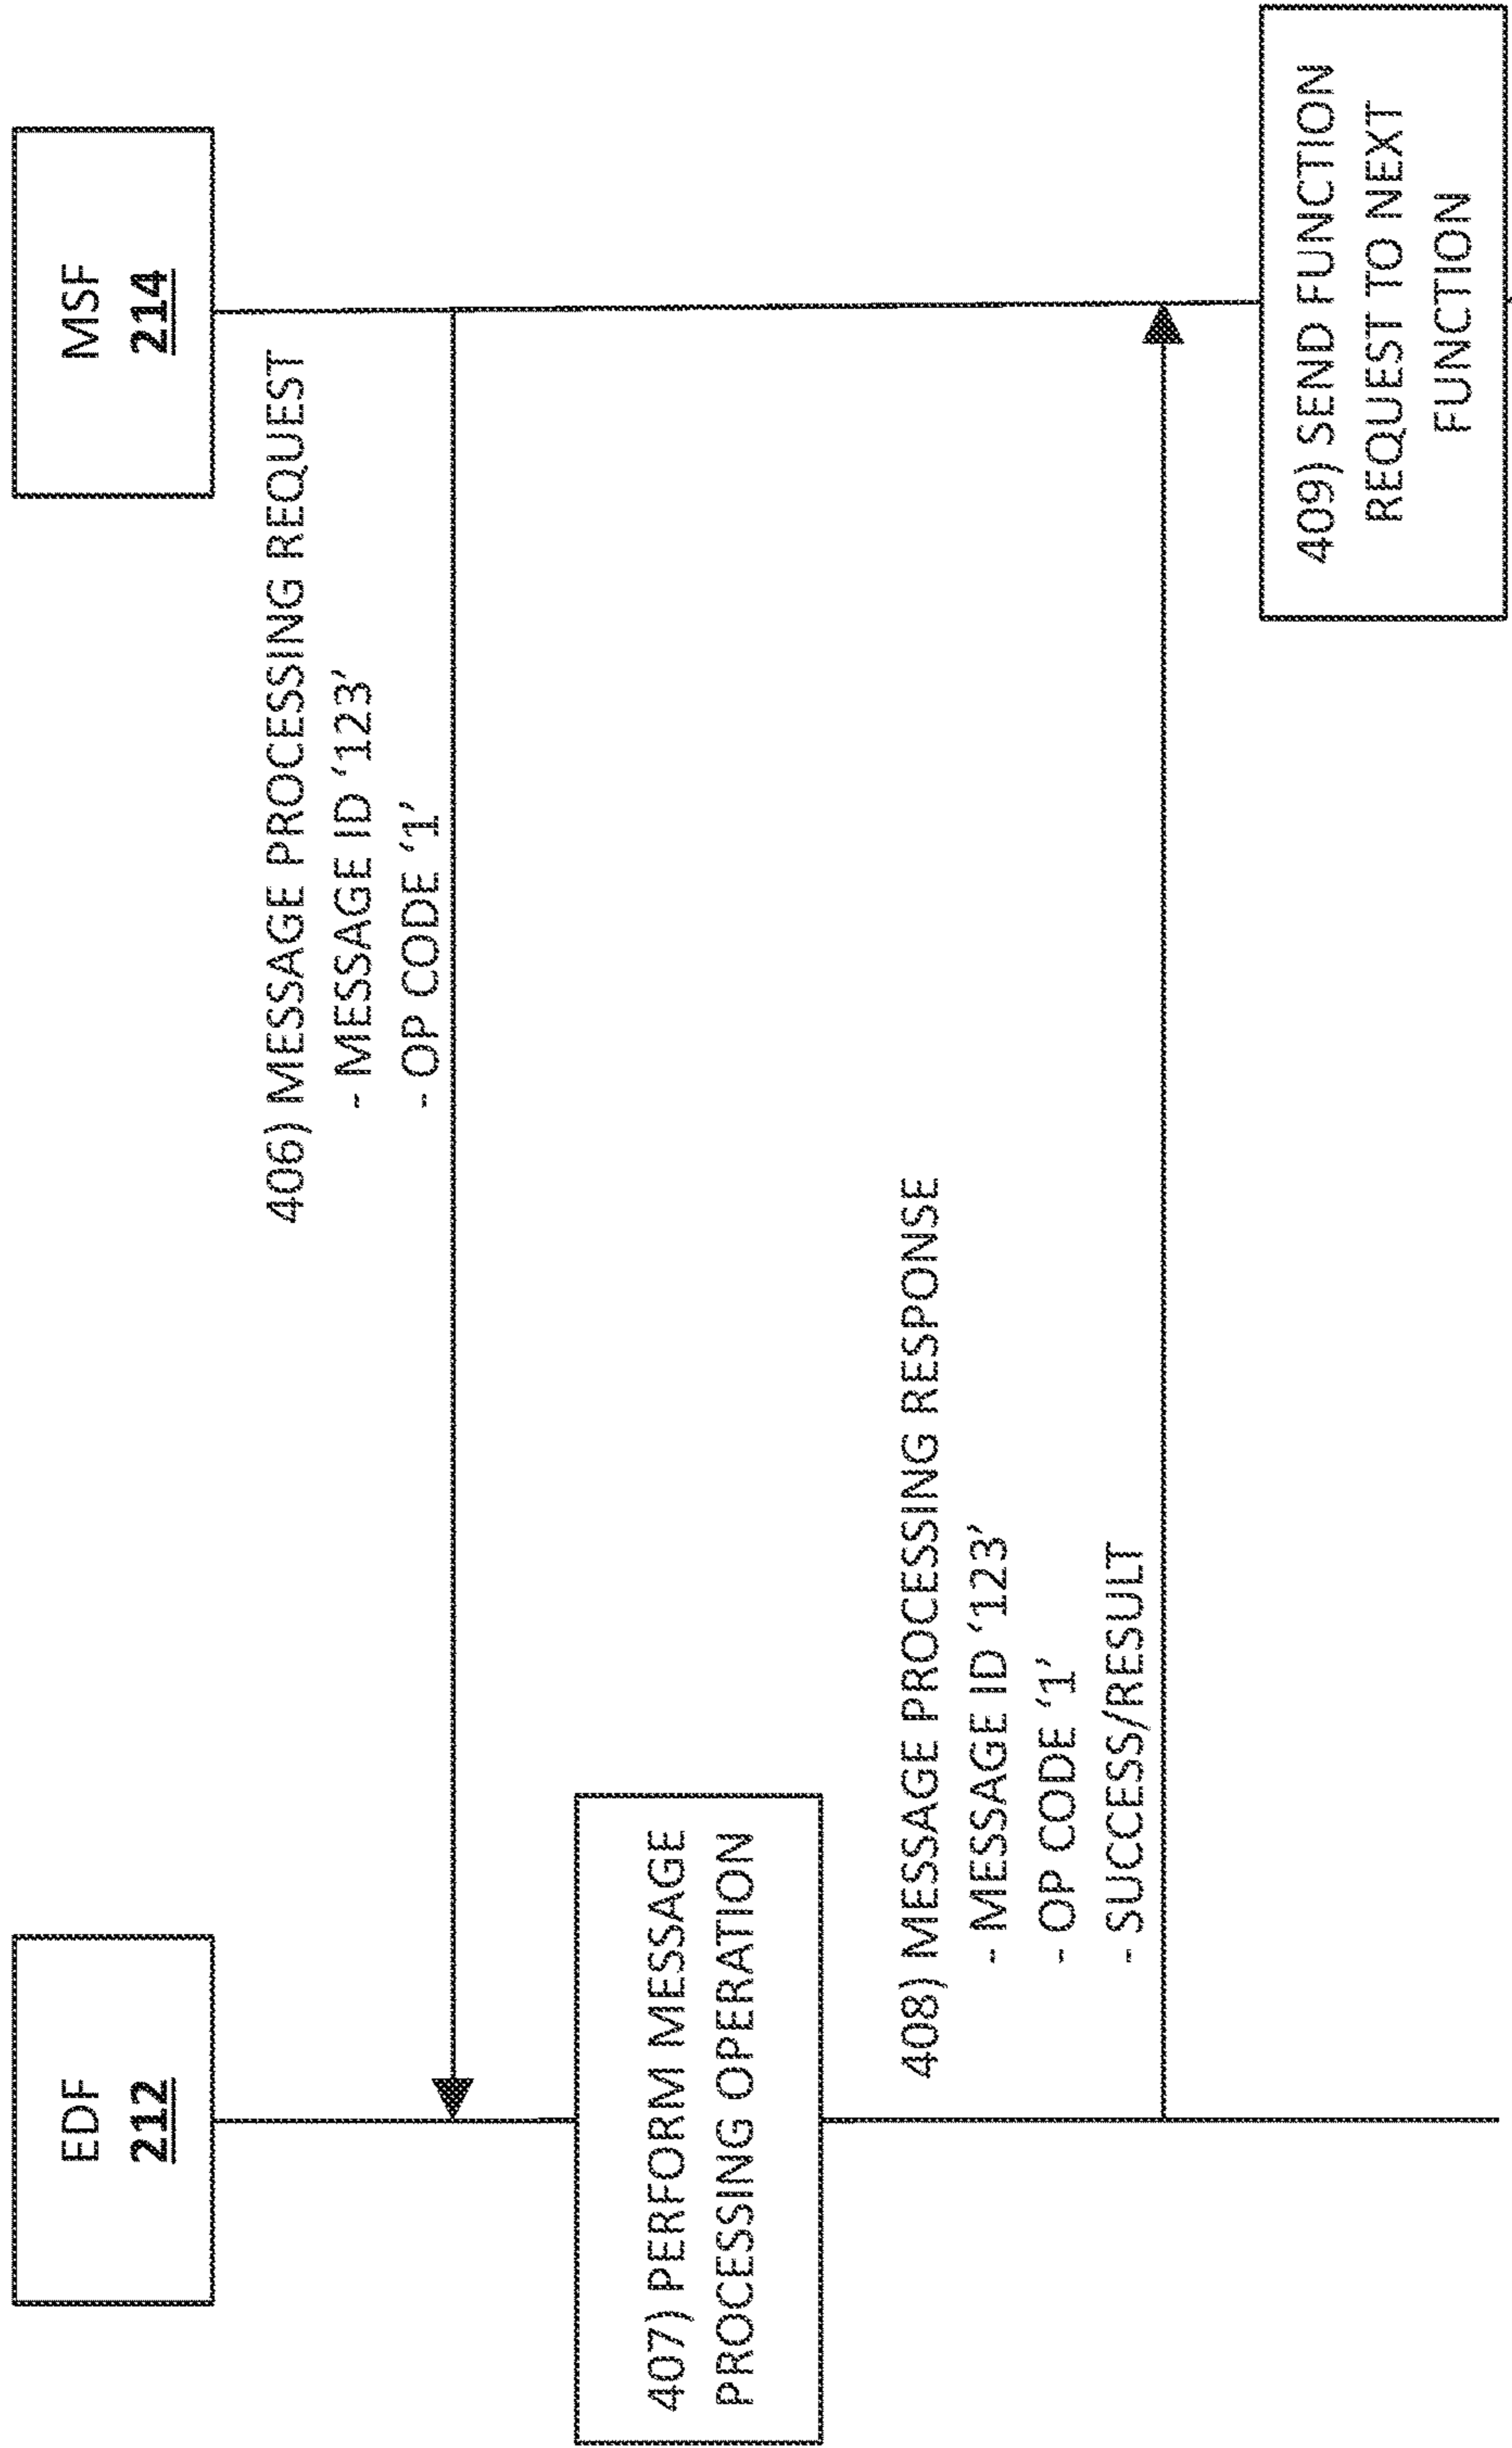 EDF
212
MSF
214
406) MESSAGE PROCESSING REQUEST
- MESSAGE ID ‘123’
- OP CODE ‘1’
407) PERFORM MESSAGE
PROCESSING OPERATION
408) MESSAGE PROCESSING RESPONSE
- MESSAGE ID ‘123’
- OP CODE ‘1’
- SUCCESS/RESULT
409) SEND FUNCTION
REQUEST TO NEXT
FUNCTION